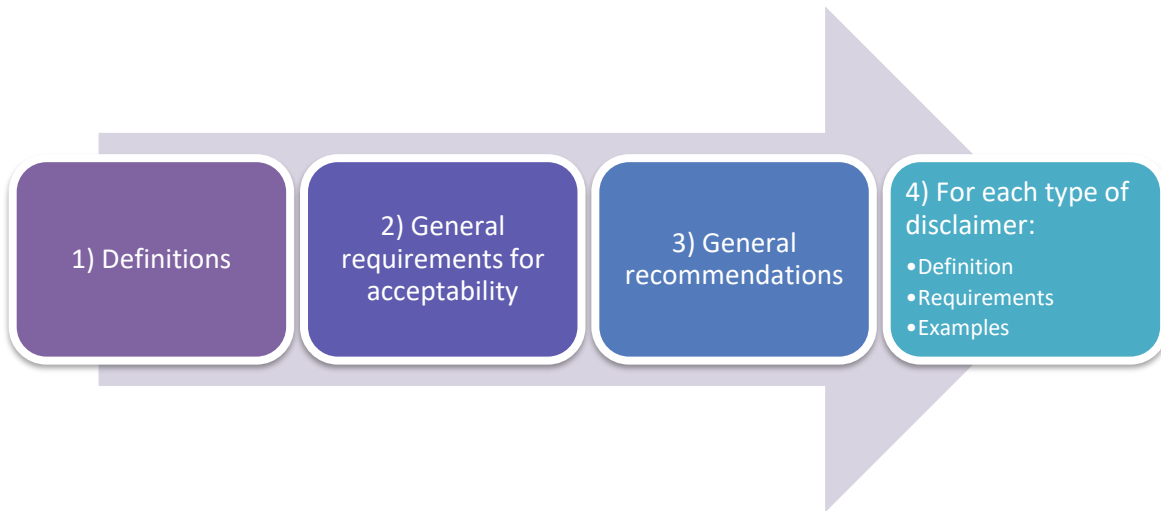 1) Definitions
2) General
requirements for
acceptability
3) General
recommendations
4) For each type of
disclaimer:
•Definition
•Requirements
•Examples